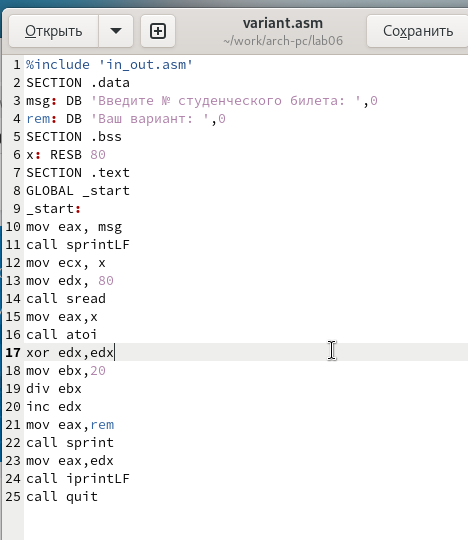 Открыть
variant.asm
~/work/arch-pc/lab06
Сохранить
1 %include 'in_out.asm'
2 SECTION .data
3 msg: DB 'Введите № студенческого билета: ',0
4 rem: DB 'Ваш вариант: ',0
5 SECTION .bss
6 x: RESB 80
7 SECTION .text
8 GLOBAL _start
9 _start:
10 mov eax, msg
11 call sprintLF
12 mov ecx, x
13 mov edx, 80
14 call sread
15 mov eax,x
16 call atoi
17 xor edx,edx
18 mov ebx,20
19 div ebx
20 inc edx
21 mov eax,rem
22 call sprint
23 mov eax,edx
24 call iprintLF
25 call quit